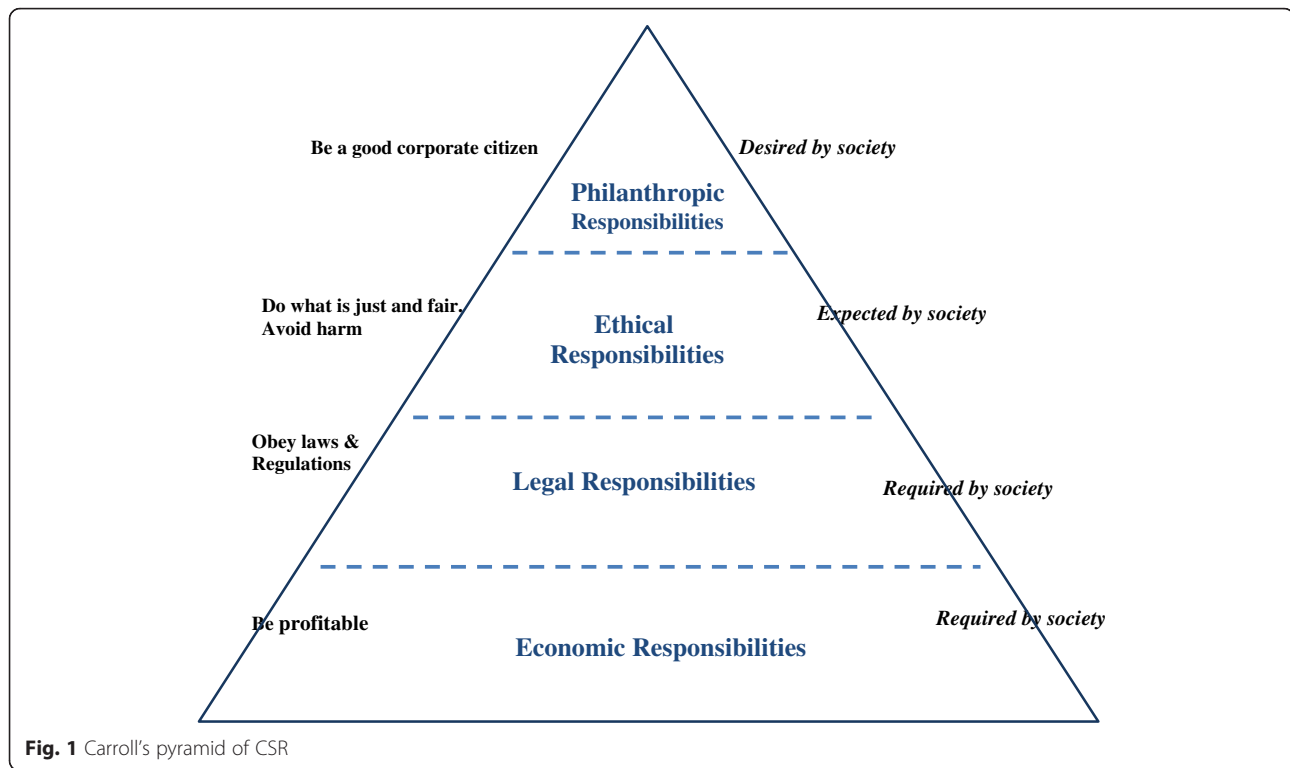 Be a good corporate citizen
Desired by society
Philanthropic
Responsibilities
Do what is just and fair,
Avoid harm
Expected by society
Ethical
Responsibilities
Obey laws &
Regulations
Legal Responsibilities
Required by society
Be profitable
Required by society
Economic Responsibilities
Fig. 1 Carroll's pyramid of CSR